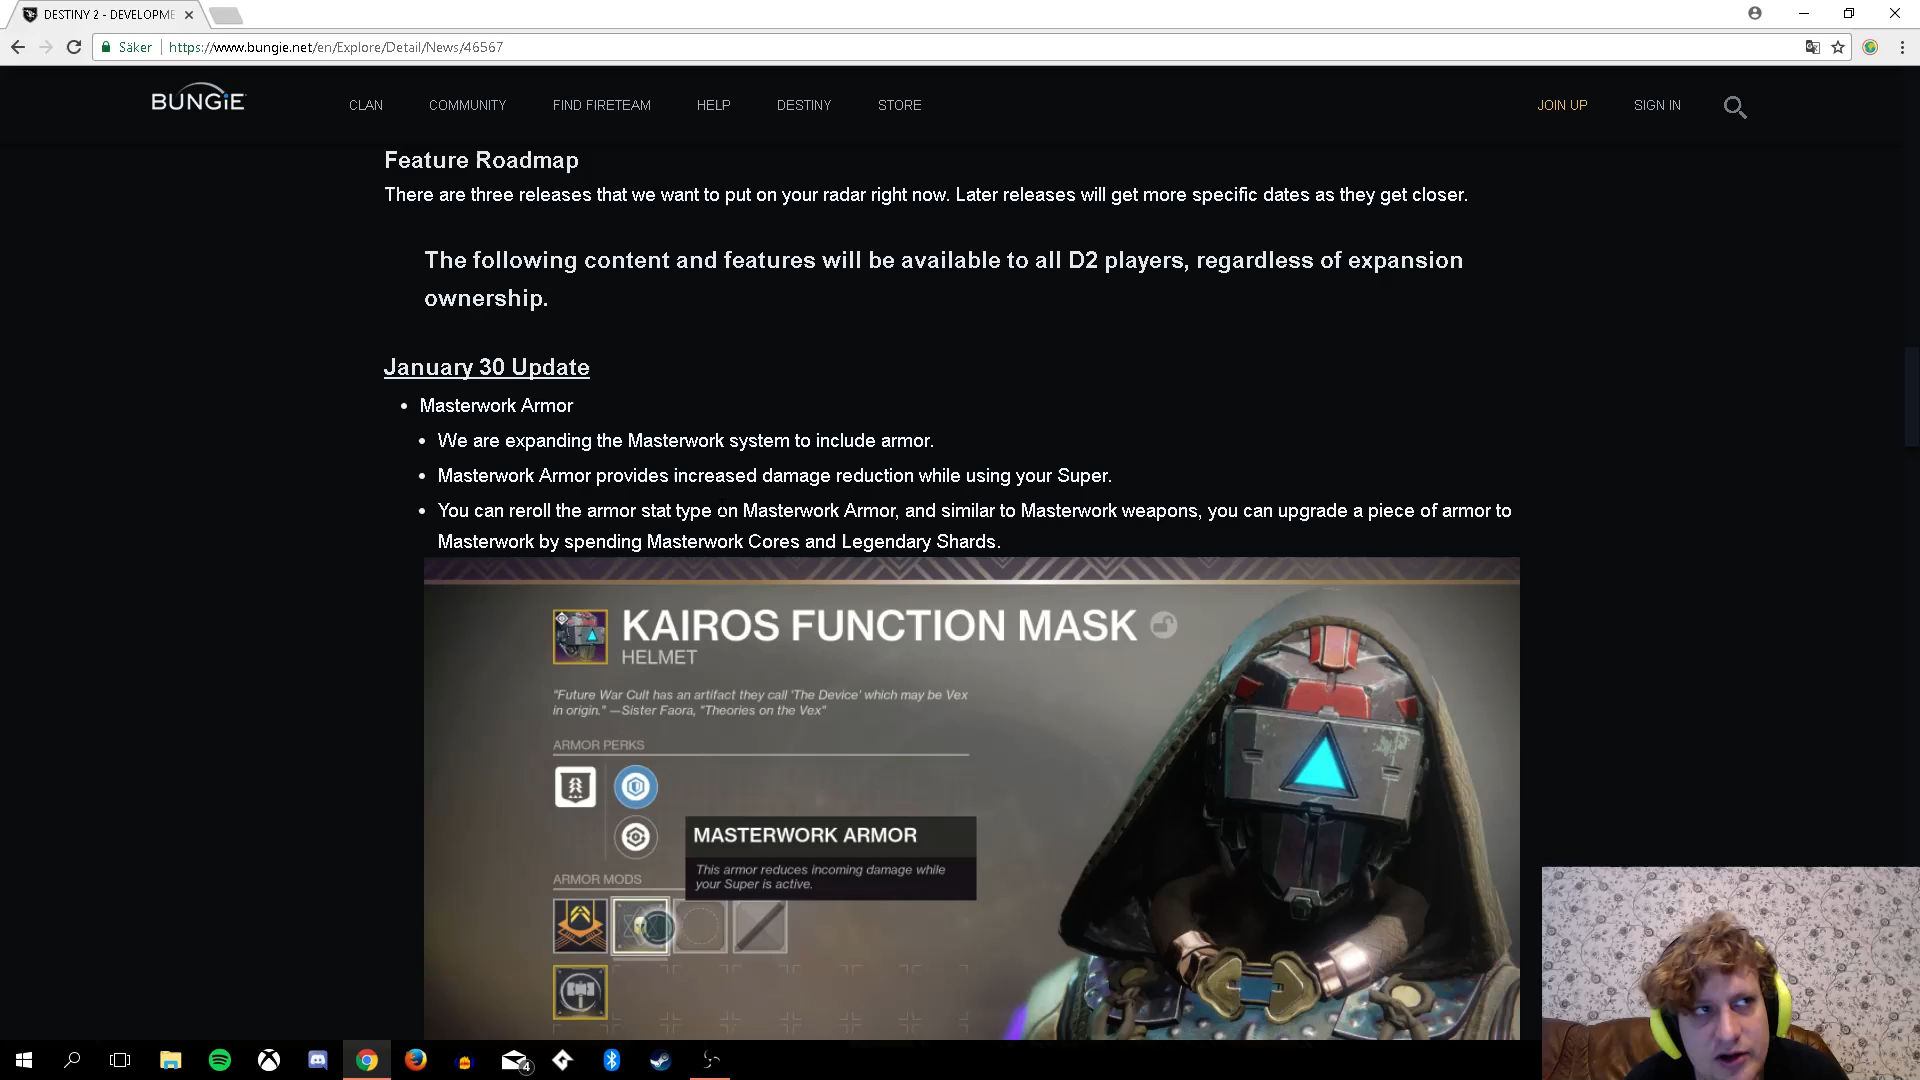 DESTINY 2 - DEVELOPME
Säker
https://www.bungie.net/en/Explore/Detail/News/46567
BUNGiE
CLAN
COMMUNITY
FIND FIRETEAM
HELP
DESTINY
STORE
JOIN UP
SIGN IN
Feature Roadmap
There are three releases that we want to put on your radar right now. Later releases will get more specific dates as they get closer.
The following content and features will be available to all D2 players, regardless of expansion
ownership.
January 30 Update
• Masterwork Armor
• We are expanding the Masterwork system to include armor.
• Masterwork Armor provides increased damage reduction while using your Super.
• You can reroll the armor stat type on Masterwork Armor, and similar to Masterwork weapons, you can upgrade a piece of armor to
Masterwork by spending Masterwork Cores and Legendary Shards.
KAIROS FUNCTION MASK
HELMET
"Future War Cult has an artifact they call 'The Device' which may be Vex
in origin." —Sister Faora, "Theories on the Vex"
ARMOR PERKS
MASTERWORK ARMOR
This armor reduces incoming damage while
your Super is active.
ARMOR MODS
4